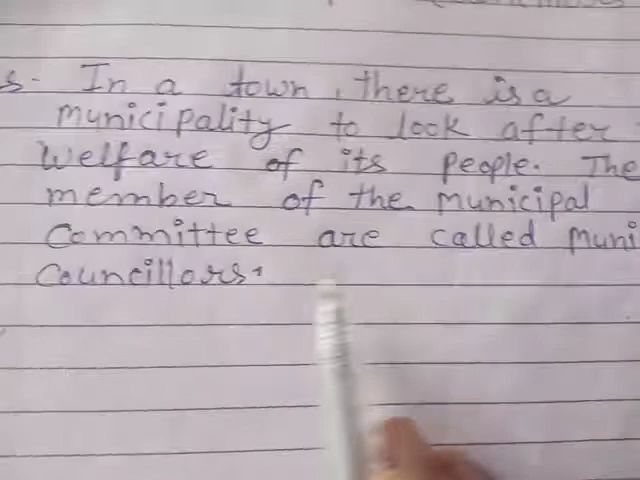 s. In a town, there is a
municipality to look after
welfare of its people. The
member of the municipal
committee are called muni
councillors.